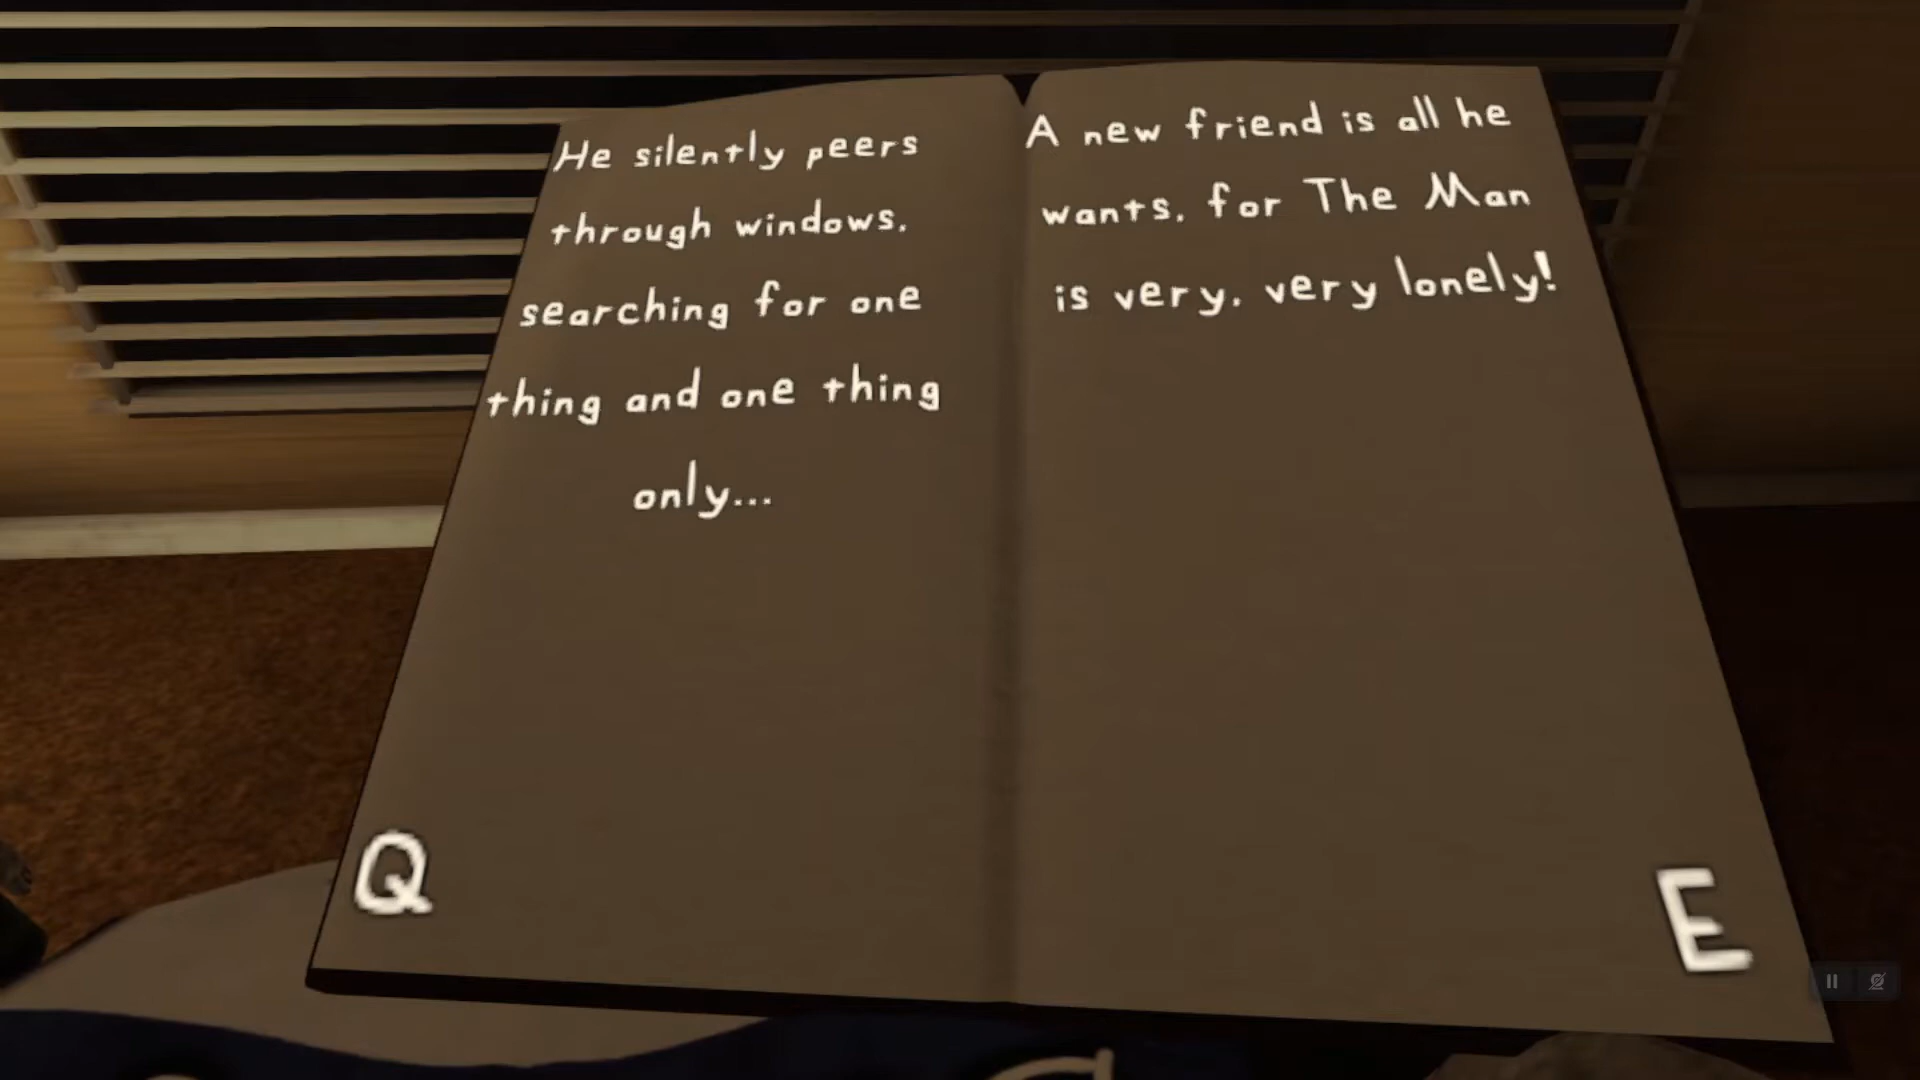 He silently peers
through windows,
searching for one
thing and one thing
only...
A new friend is all he
wants, for The Man
is very, very lonely!
Q
E